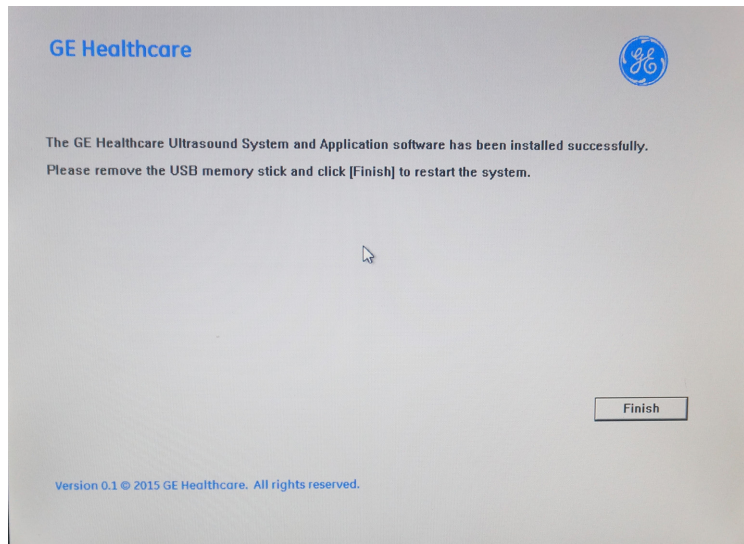 GE Healthcare
GE
The GE Healthcare Ultrasound System and Application software has been installed successfully.
Please remove the USB memory stick and click [Finish] to restart the system.
Finish
Version 0.1 © 2015 GE Healthcare. All rights reserved.